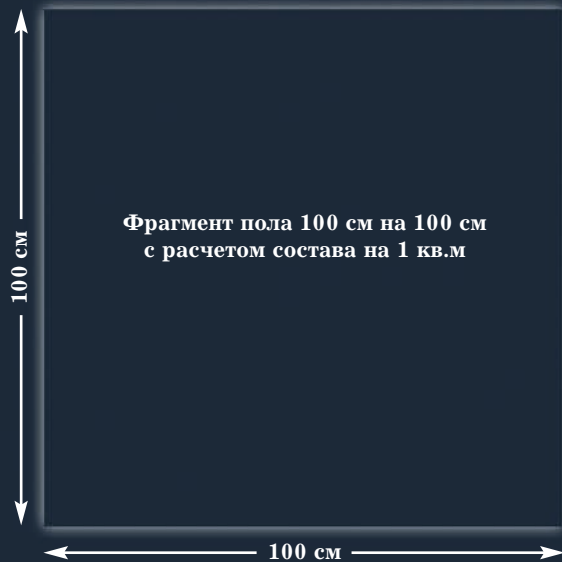 Фрагмент пола 100 см на 100 см
с расчетом состава на 1 кв.м
100 см
100 см